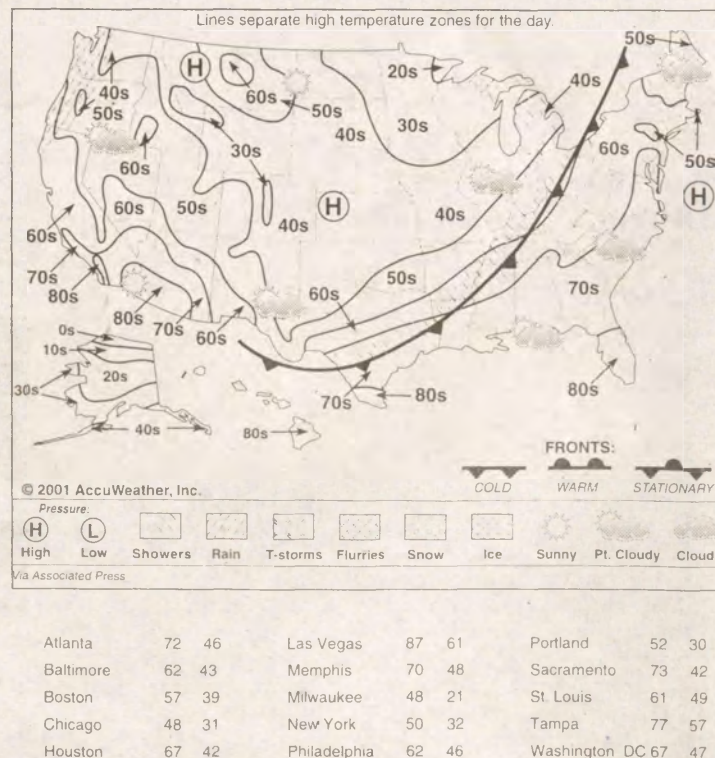 Lines separate high temperature zones for the day.
50s
40s
50s
20s
40s
60s
50s
40s
30s
60s
50s
60s
30s
60s
50s
40s
40s
60s
70s
80s
50s
60s
70s
80s
70s
60s
0s
10s
20s
30s
40s
80s
70s
80s
80s
H
H
H
FRONTS:
© 2001 AccuWeather, Inc.
COLD WARM STATIONARY
Pressure:
H L
High Low Showers Rain T-storms Flurries Snow Ice Sunny Pt. Cloudy Cloud
Via Associated Press
Atlanta 72 46 Las Vegas 87 61 Portland 52 30
Baltimore 62 43 Memphis 70 48 Sacramento 73 42
Boston 57 39 Milwaukee 48 21 St. Louis 61 49
Chicago 48 31 New York 50 32 Tampa 77 57
Houston 67 42 Philadelphia 62 46 Washington DC 67 47